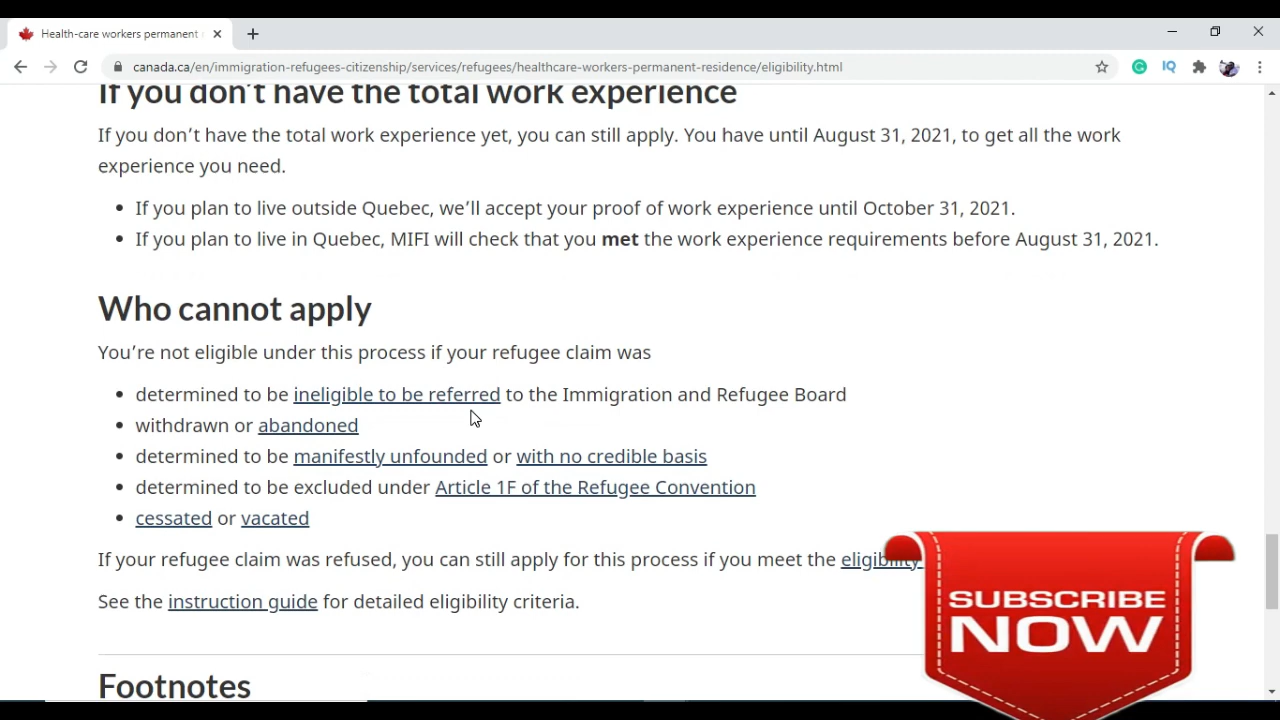 Health-care workers permanent
canada.ca/en/immigration-refugees-citizenship/services/refugees/healthcare-workers-permanent-residence/eligibility.html
IQ
If you don't have the total work experience
If you don't have the total work experience yet, you can still apply. You have until August 31, 2021, to get all the work
experience you need.
If you plan to live outside Quebec, we'll accept your proof of work experience until October 31, 2021.
If you plan to live in Quebec, MIFI will check that you met the work experience requirements before August 31, 2021.
Who cannot apply
You're not eligible under this process if your refugee claim was
determined to be ineligible to be referred to the Immigration and Refugee Board
withdrawn or abandoned
determined to be manifestly unfounded or with no credible basis
determined to be excluded under Article 1F of the Refugee Convention
cessated or vacated
If your refugee claim was refused, you can still apply for this process if you meet the eligibility
See the instruction guide for detailed eligibility criteria.
Footnotes
SUBSCRIBE
NOW